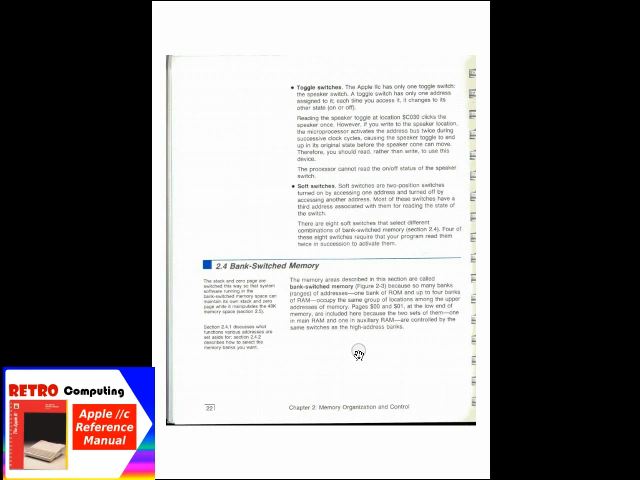 ● Toggle switches. The Apple IIc has only one toggle switch:
the speaker switch. A toggle switch has only one address
assigned to it; each time you access it, it changes to its
other state (on or off).
Reading the speaker toggle at location $C030 clicks the
speaker once. However, if you write to the speaker location,
the microprocessor activates the address bus twice during
successive clock cycles, causing the speaker toggle to end
up in its original state before the speaker cone can move.
Therefore, you should read, rather than write, to use this
device.
The processor cannot read the on/off status of the speaker
switch.
● Soft switches. Soft switches are two-position switches
turned on by accessing one address and turned off by
accessing another address. Most of these switches have a
third address associated with them for reading the state of
the switch.
There are eight soft switches that select different
combinations of bank-switched memory (section 2.4). Four of
these eight switches require that your program read them
twice in succession to activate them.
2.4 Bank-Switched Memory
The stack and zero page are
switched this way so that system
software running in the
bank-switched memory space can
maintain its own stack and zero
page while it manipulates the 48K
memory space (section 2.5).
Section 2.4.1 discusses what
functions various addresses are
set aside for; section 2.4.2
describes how to select the
memory banks you want.
The memory areas described in this section are called
bank-switched memory (Figure 2-3) because so many banks
(ranges) of addresses—one bank of ROM and up to four banks
of RAM—occupy the same group of locations among the upper
addresses of memory. Pages $00 and $01, at the low end of
memory, are included here because the two sets of them—one
in main RAM and one in auxiliary RAM—are controlled by the
same switches as the high-address banks.
22
Chapter 2: Memory Organization and Control
RETRO Computing
Apple //c
Reference
Manual